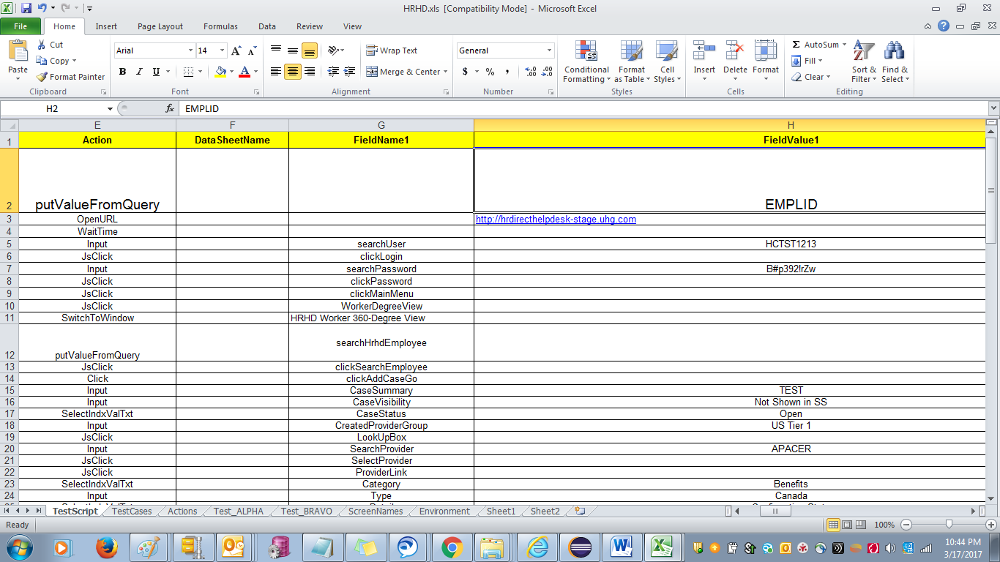 HRHD.xls [Compatibility Mode] - Microsoft Excel
File Home Insert Page Layout Formulas Data Review View
Paste Cut Copy Format Painter Clipboard
Arial 14 A A B I U A Font
Wrap Text Merge & Center Alignment
General $ % , .00 Number
Conditional Formatting Format as Table Cell Styles Styles
Insert Delete Format Cells
Σ AutoSum Fill Clear Sort & Filter Find & Select Editing
H2 fx EMPLID
E F G H
1 Action DataSheetName FieldName1 FieldValue1
2 putValueFromQuery EMPLID
3 OpenURL http://hrdirecthelpdesk-stage.uhg.com
4 WaitTime
5 Input searchUser HCTST1213
6 JsClick clickLogin
7 Input searchPassword B#p392!rZw
8 JsClick clickPassword
9 JsClick clickMainMenu
10 JsClick WorkerDegreeView
11 SwitchToWindow HRHD Worker 360-Degree View
12 putValueFromQuery searchHrhdEmployee
13 JsClick clickSearchEmployee
14 Click clickAddCaseGo
15 Input CaseSummary TEST
16 Input CaseVisibility Not Shown in SS
17 SelectIndxValTxt CaseStatus Open
18 Input CreatedProviderGroup US Tier 1
19 JsClick LookUpBox
20 Input SearchProvider APACER
21 JsClick SelectProvider
22 JsClick ProviderLink
23 SelectIndxValTxt Category Benefits
24 Input Type Canada
TestScript TestCases Actions Test_ALPHA Test_BRAVO ScreenNames Environment Sheet1 Sheet2
Ready 100%
10:44 PM
3/17/2017